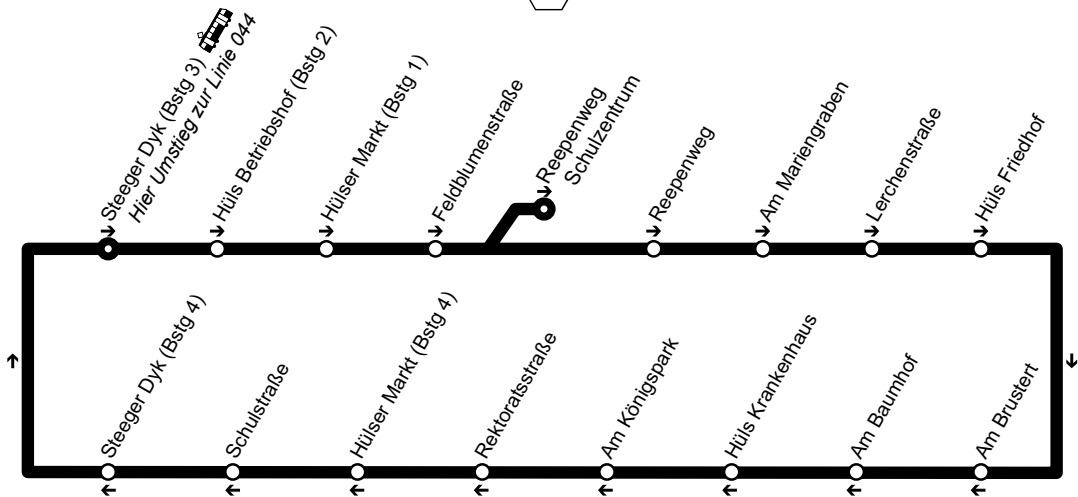 Steeger Dyk (Bstg 3)
Hier Umstieg zur Linie 044
Hüls Betriebshof (Bstg 2)
Hülser Markt (Bstg 1)
Feldblumenstraße
Reepenweg
Schulzentrum
Reepenweg
Am Mariengraben
Lerchenstraße
Hüls Friedhof
Steeger Dyk (Bstg 4)
Schulstraße
Hülser Markt (Bstg 4)
Rektoratsstraße
Am Königspark
Hüls Krankenhaus
Am Baumhof
Am Brustert